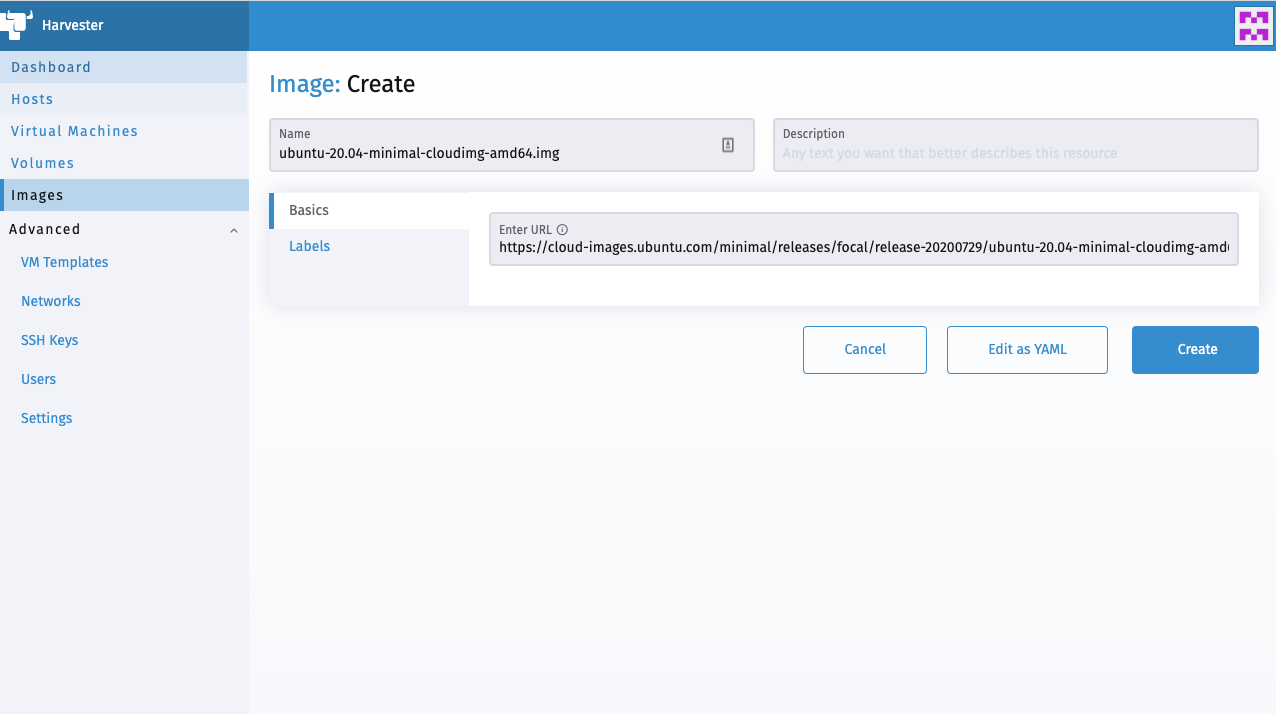 Harvester
Dashboard
Hosts
Virtual Machines
Volumes
Images
Advanced
VM Templates
Networks
SSH Keys
Users
Settings
Image: Create
Name
ubuntu-20.04-minimal-cloudimg-amd64.img
Description
Any text you want that better describes this resource
Basics
Labels
Enter URL
https://cloud-images.ubuntu.com/minimal/releases/focal/release-20200729/ubuntu-20.04-minimal-cloudimg-amd
Cancel
Edit as YAML
Create